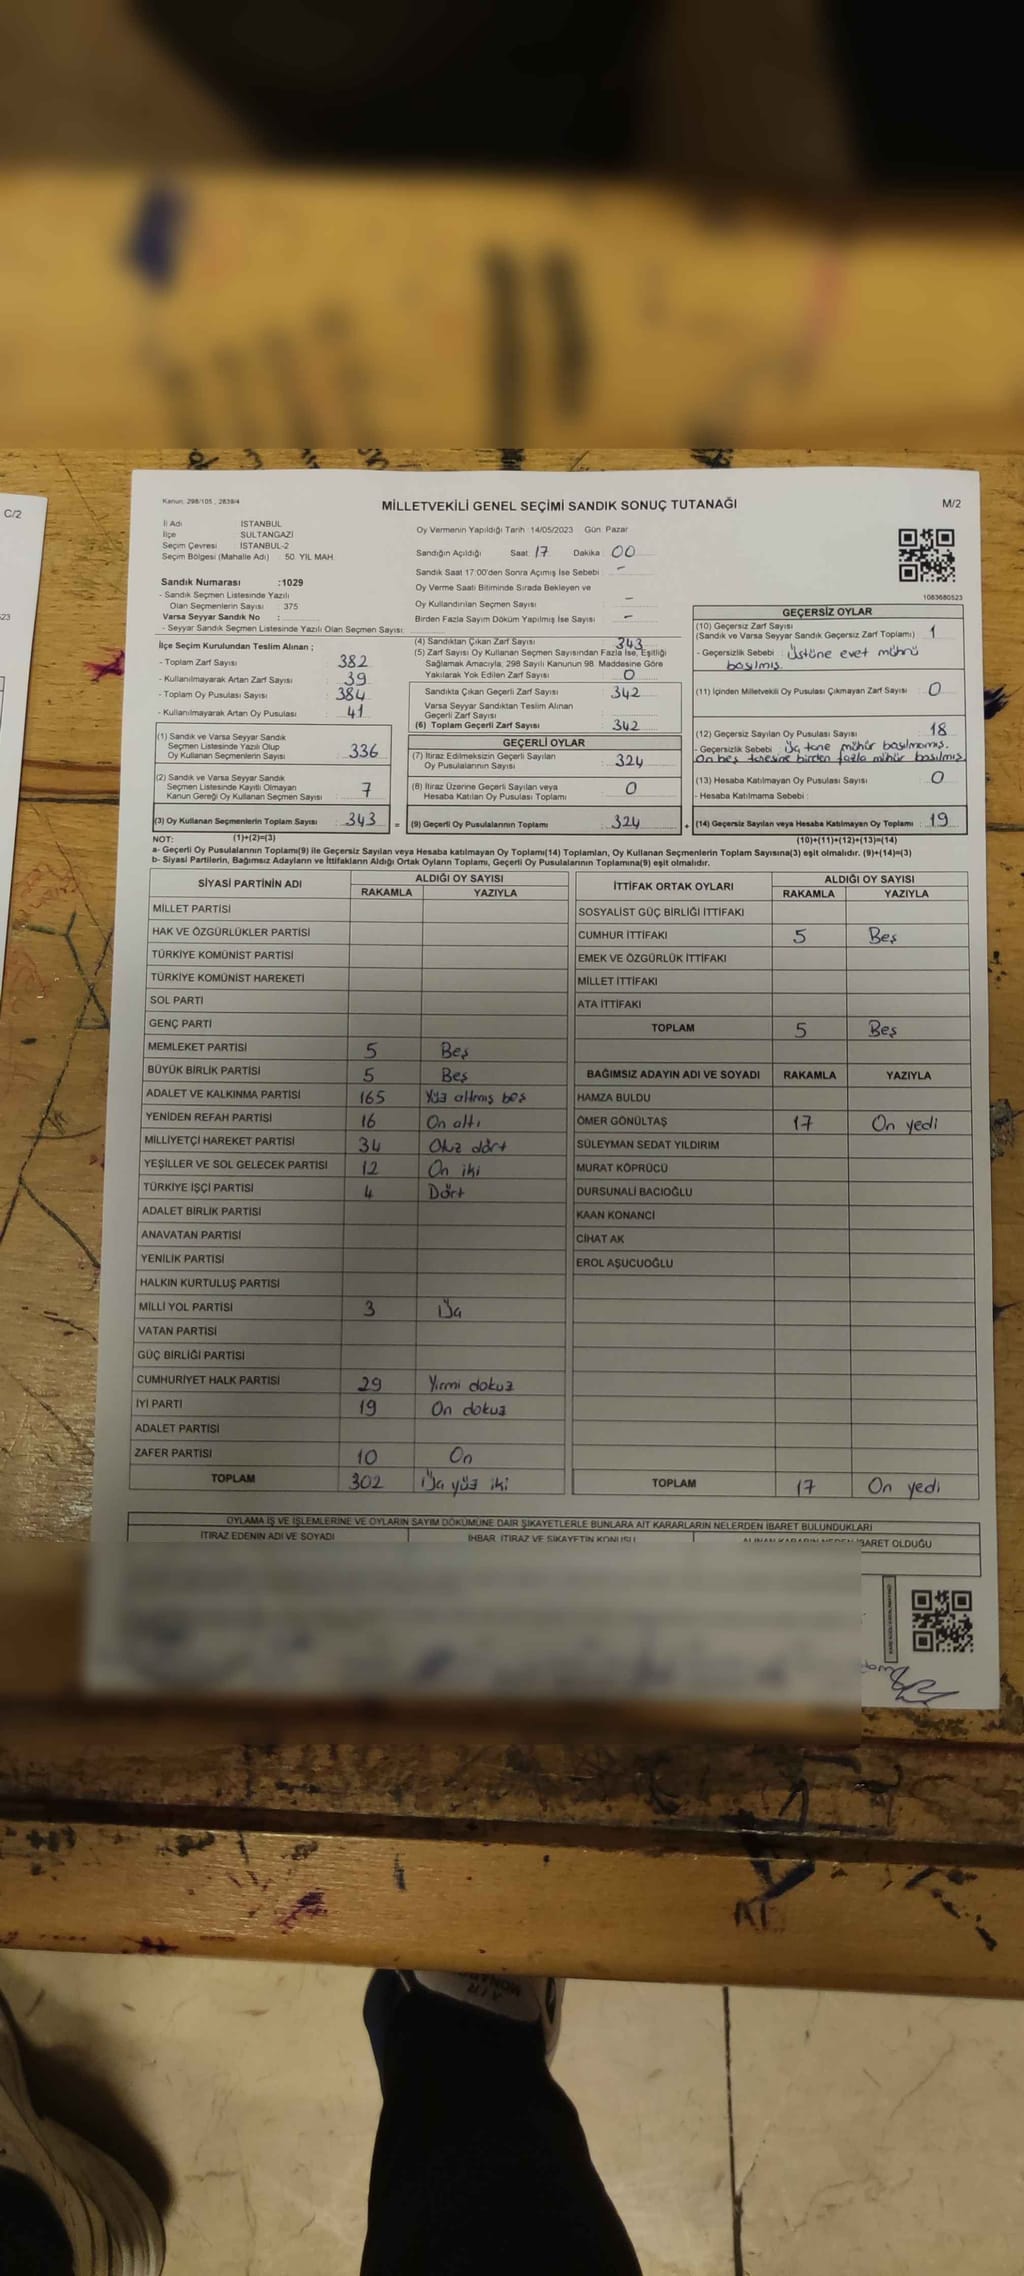 C/2
Kanun: 298/105 , 2839/4
MİLLETVEKİLİ GENEL SEÇİMİ SANDIK SONUÇ TUTANAĞI
M/2
İl Adı İSTANBUL
İlçe SULTANGAZİ
Seçim Çevresi İSTANBUL-2
Seçim Bölgesi (Mahalle Adı) 50. YIL MAH.
Sandık Numarası :1029
- Sandık Seçmen Listesinde Yazılı
Olan Seçmenlerin Sayısı : 375
Varsa Seyyar Sandık No :
- Seyyar Sandık Seçmen Listesinde Yazılı Olan Seçmen Sayısı:
Oy Vermenin Yapıldığı Tarih :14/05/2023 Gün: Pazar
Sandığın Açıldığı Saat: 17 Dakika: 00
Sandık Saat 17:00'den Sonra Açımış İse Sebebi : -
Oy Verme Saati Bitiminde Sırada Bekleyen ve
Oy Kullandırılan Seçmen Sayısı -
Birden Fazla Sayım Döküm Yapılmış İse Sayısı -
1083680523
İlçe Seçim Kurulundan Teslim Alınan ;
- Toplam Zarf Sayısı 382
- Kullanılmayarak Artan Zarf Sayısı 39
- Toplam Oy Pusulası Sayısı 384
- Kullanılmayarak Artan Oy Pusulası 41
(1) Sandık ve Varsa Seyyar Sandık
Seçmen Listesinde Yazılı Olup
Oy Kullanan Seçmenlerin Sayısı 336
(2) Sandık ve Varsa Seyyar Sandık
Seçmen Listesinde Kayıtlı Olmayan
Kanun Gereği Oy Kullanan Seçmen Sayısı 7
(3) Oy Kullanan Seçmenlerin Toplam Sayısı 343 =
(4) Sandıktan Çıkan Zarf Sayısı 343
(5) Zarf Sayısı Oy Kullanan Seçmen Sayısından Fazla İse, Eşitliği
Sağlamak Amacıyla, 298 Sayılı Kanunun 98. Maddesine Göre
Yakılarak Yok Edilen Zarf Sayısı 0
Sandıkta Çıkan Geçerli Zarf Sayısı : 342
Varsa Seyyar Sandıktan Teslim Alınan
Geçerli Zarf Sayısı
(6) Toplam Geçerli Zarf Sayısı : 342
GEÇERLİ OYLAR
(7) İtiraz Edilmeksizin Geçerli Sayılan
Oy Pusulalarının Sayısı : 324
(8) İtiraz Üzerine Geçerli Sayılan veya
Hesaba Katılan Oy Pusulası Toplamı : 0
(9) Geçerli Oy Pusulalarının Toplamı : 324 +
GEÇERSİZ OYLAR
(10) Geçersiz Zarf Sayısı
(Sandık ve Varsa Seyyar Sandık Geçersiz Zarf Toplamı) 1
- Geçersizlik Sebebi : Üstüne evet mührü
basılmış.
(11) İçinden Milletvekili Oy Pusulası Çıkmayan Zarf Sayısı : 0
(12) Geçersiz Sayılan Oy Pusulası Sayısı : 18
- Geçersizlik Sebebi : Üç tane mühür basılmamış.
On beş tanesine birden fazla mühür basılmış.
(13) Hesaba Katılmayan Oy Pusulası Sayısı : 0
- Hesaba Katılmama Sebebi :
(14) Geçersiz Sayılan veya Hesaba Katılmayan Oy Toplamı : 19
NOT: (1)+(2)=(3)
(10)+(11)+(12)+(13)=(14)
a- Geçerli Oy Pusulalarının Toplamı(9) ile Geçersiz Sayılan veya Hesaba katılmayan Oy Toplamı(14) Toplamları, Oy Kullanan Seçmenlerin Toplam Sayısına(3) eşit olmalıdır. (9)+(14)=(3)
b- Siyasi Partilerin, Bağımsız Adayların ve İttifakların Aldığı Ortak Oyların Toplamı, Geçerli Oy Pusulalarının Toplamına(9) eşit olmalıdır.
SİYASİ PARTİNİN ADI ALDIĞI OY SAYISI
RAKAMLA YAZIYLA
MİLLET PARTİSİ
HAK VE ÖZGÜRLÜKLER PARTİSİ
TÜRKİYE KOMÜNİST PARTİSİ
TÜRKİYE KOMÜNİST HAREKETİ
SOL PARTİ
GENÇ PARTİ
MEMLEKET PARTİSİ 5 Beş
BÜYÜK BİRLİK PARTİSİ 5 Beş
ADALET VE KALKINMA PARTİSİ 165 Yüz altmış beş
YENİDEN REFAH PARTİSİ 16 On altı
MİLLİYETÇİ HAREKET PARTİSİ 34 Otuz dört
YEŞİLLER VE SOL GELECEK PARTİSİ 12 On iki
TÜRKİYE İŞÇİ PARTİSİ 4 Dört
ADALET BİRLİK PARTİSİ
ANAVATAN PARTİSİ
YENİLİK PARTİSİ
HALKIN KURTULUŞ PARTİSİ
MİLLİ YOL PARTİSİ 3 Üç
VATAN PARTİSİ
GÜÇ BİRLİĞİ PARTİSİ
CUMHURİYET HALK PARTİSİ 29 Yirmi dokuz
İYİ PARTİ 19 On dokuz
ADALET PARTİSİ
ZAFER PARTİSİ 10 On
TOPLAM 302 Üç yüz iki
İTTİFAK ORTAK OYLARI ALDIĞI OY SAYISI
RAKAMLA YAZIYLA
SOSYALİST GÜÇ BİRLİĞİ İTTİFAKI
CUMHUR İTTİFAKI 5 Beş
EMEK VE ÖZGÜRLÜK İTTİFAKI
MİLLET İTTİFAKI
ATA İTTİFAKI
TOPLAM 5 Beş
BAĞIMSIZ ADAYIN ADI VE SOYADI RAKAMLA YAZIYLA
HAMZA BULDU
ÖMER GÖNÜLTAŞ 17 On yedi
SÜLEYMAN SEDAT YILDIRIM
MURAT KÖPRÜCÜ
DURSUNALİ BACIOĞLU
KAAN KONANCİ
CİHAT AK
EROL AŞUCUOĞLU
TOPLAM 17 On yedi
OYLAMA İŞ VE İŞLEMLERİNE VE OYLARIN SAYIM DÖKÜMÜNE DAİR ŞİKAYETLERLE BUNLARA AİT KARARLARIN NELERDEN İBARET BULUNDUKLARI
İTİRAZ EDENİN ADI VE SOYADI İHBAR, İTİRAZ VE ŞİKAYETİN KONUSU ALINAN KARARIN NEDEN İBARET OLDUĞU